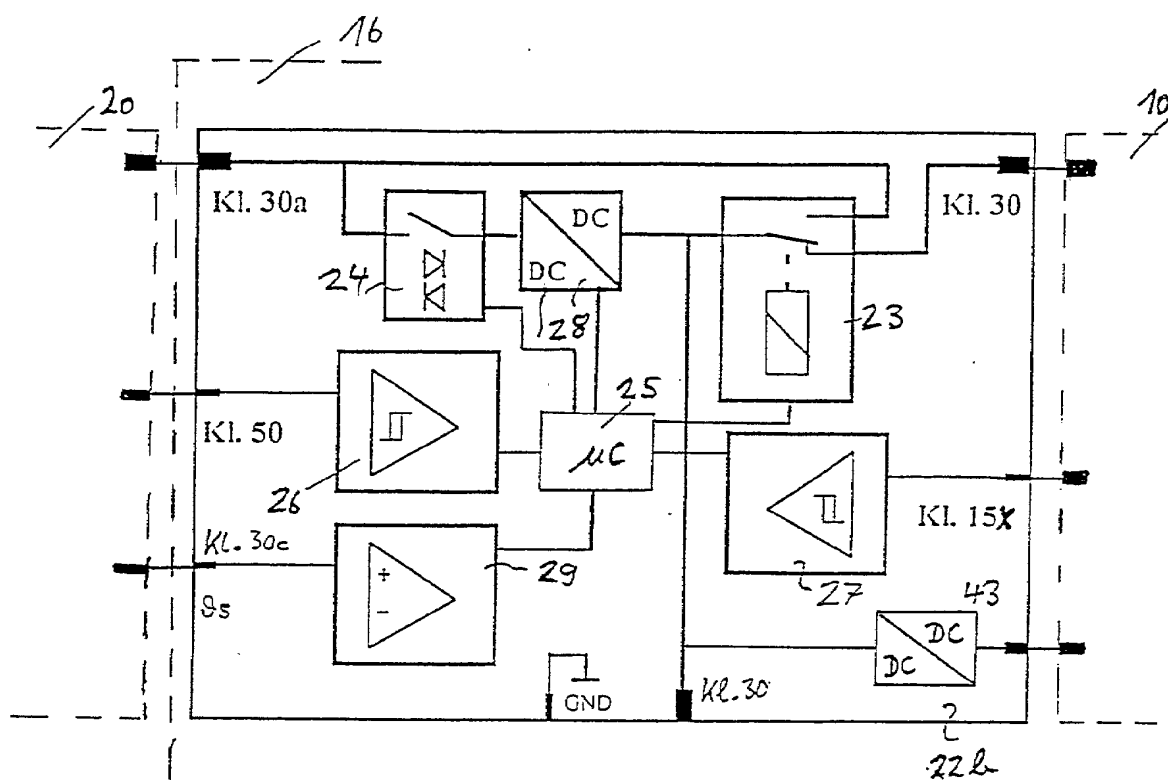 16
20
10
Kl. 30a
Kl. 30
DC
DC
24
28
23
25
Kl. 50
µC
26
Kl. 15x
Kl. 30c
29
27
43
ϑs
DC
DC
GND
Kl. 30
22b